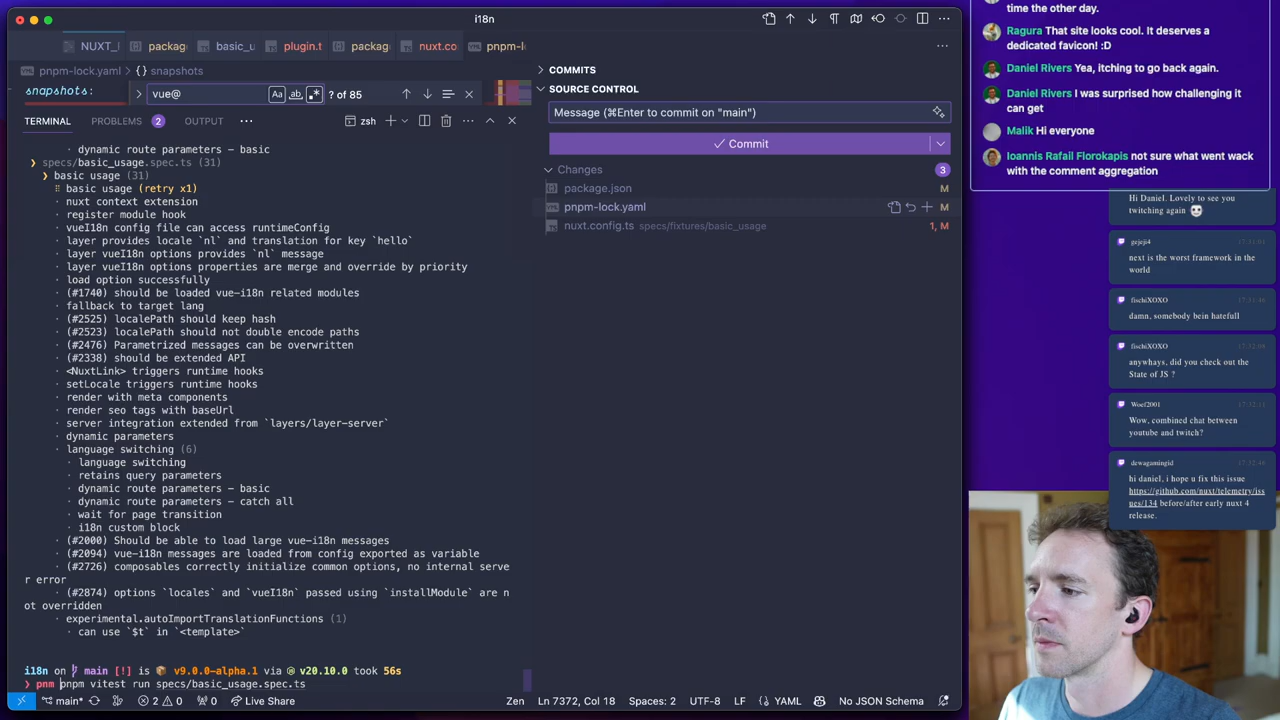 i18n
NUXT_
packag
basic_u
plugin.t
packag
nuxt.co
pnpm-l
pnpm-lock.yaml
{} snapshots
snapshots:
vue@
Aa
ab
.*
? of 85
TERMINAL
PROBLEMS 2
OUTPUT
zsh
· dynamic route parameters – basic
❯ specs/basic_usage.spec.ts (31)
❯ basic usage (31)
⠿ basic usage (retry x1)
· nuxt context extension
· register module hook
· vueI18n config file can access runtimeConfig
· layer provides locale `nl` and translation for key `hello`
· layer vueI18n options provides `nl` message
· layer vueI18n options properties are merge and override by priority
· load option successfully
· (#1740) should be loaded vue-i18n related modules
· fallback to target lang
· (#2525) localePath should keep hash
· (#2523) localePath should not double encode paths
· (#2476) Parametrized messages can be overwritten
· (#2338) should be extended API
· <NuxtLink> triggers runtime hooks
· setLocale triggers runtime hooks
· render with meta components
· render seo tags with baseUrl
· server integration extended from `layers/layer-server`
· dynamic parameters
· language switching (6)
· language switching
· retains query parameters
· dynamic route parameters – basic
· dynamic route parameters – catch all
· wait for page transition
· i18n custom block
· (#2000) Should be able to load large vue-i18n messages
· (#2094) vue-i18n messages are loaded from config exported as variable
· (#2726) composables correctly initialize common options, no internal serve
r error
· (#2874) options `locales` and `vueI18n` passed using `installModule` are n
ot overridden
· experimental.autoImportTranslationFunctions (1)
· can use `$t` in `<template>`
i18n on main [!] is v9.0.0-alpha.1 via v20.10.0 took 56s
❯ pnm pnpm vitest run specs/basic_usage.spec.ts
COMMITS
SOURCE CONTROL
Message (⌘Enter to commit on "main")
Commit
Changes
3
package.json
M
pnpm-lock.yaml
M
nuxt.config.ts specs/fixtures/basic_usage
1, M
main*
2
0
0
Live Share
Zen
Ln 7372, Col 18
Spaces: 2
UTF-8
LF
{} YAML
No JSON Schema
time the other day.
Ragura That site looks cool. It deserves a
dedicated favicon! :D
Daniel Rivers Yea, itching to go back again.
Daniel Rivers I was surprised how challenging it
can get
Malik Hi everyone
Ioannis Rafail Florokapis not sure what went wack
with the comment aggregation
Hi Daniel. Lovely to see you
twitching again
gejeji4
next is the worst framework in the
world
fischiXOXO
damn, somebody bein hatefull
fischiXOXO
anywhays, did you check out the
State of JS ?
Woef2001
Wow, combined chat between
youtube and twitch?
dewagamingid
hi daniel, i hope u fix this issue
https://github.com/nuxt/telemetry/iss
ues/134 before/after early nuxt 4
release.